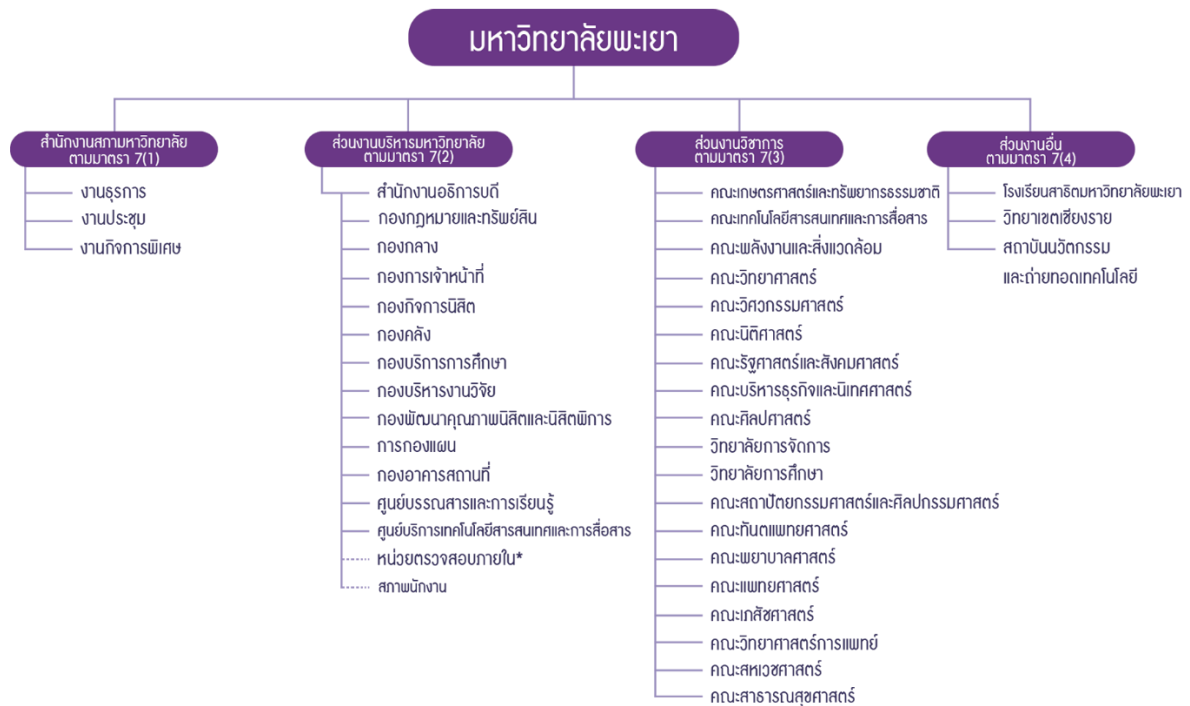 มหาวิทยาลัยพะเยา
สำนักงานสภามหาวิทยาลัย
ตามมาตรา 7(1)
งานธุรการ
งานประชุม
งานกิจการพิเศษ
ส่วนงานบริหารมหาวิทยาลัย
ตามมาตรา 7(2)
สำนักงานอธิการบดี
กองกฎหมายและทรัพย์สิน
กองกลาง
กองการเจ้าหน้าที่
กองกิจการนิสิต
กองคลัง
กองบริการการศึกษา
กองบริหารงานวิจัย
กองพัฒนาคุณภาพนิสิตและนิสิตพิการ
การกองแผน
กองอาคารสถานที่
ศูนย์บรรณสารและการเรียนรู้
ศูนย์บริการเทคโนโลยีสารสนเทศและการสื่อสาร
หน่วยตรวจสอบภายใน*
สภาพนักงาน
ส่วนงานวิชาการ
ตามมาตรา 7(3)
คณะเกษตรศาสตร์และทรัพยากรธรรมชาติ
คณะเทคโนโลยีสารสนเทศและการสื่อสาร
คณะพลังงานและสิ่งแวดล้อม
คณะวิทยาศาสตร์
คณะวิศวกรรมศาสตร์
คณะนิติศาสตร์
คณะรัฐศาสตร์และสังคมศาสตร์
คณะบริหารธุรกิจและนิเทศศาสตร์
คณะศิลปศาสตร์
วิทยาลัยการจัดการ
วิทยาลัยการศึกษา
คณะสถาปัตยกรรมศาสตร์และศิลปกรรมศาสตร์
คณะทันตแพทยศาสตร์
คณะพยาบาลศาสตร์
คณะแพทยศาสตร์
คณะเภสัชศาสตร์
คณะวิทยาศาสตร์การแพทย์
คณะสหเวชศาสตร์
คณะสาธารณสุขศาสตร์
ส่วนงานอื่น
ตามมาตรา 7(4)
โรงเรียนสาธิตมหาวิทยาลัยพะเยา
วิทยาเขตเชียงราย
สถาบันนวัตกรรม
และถ่ายทอดเทคโนโลยี